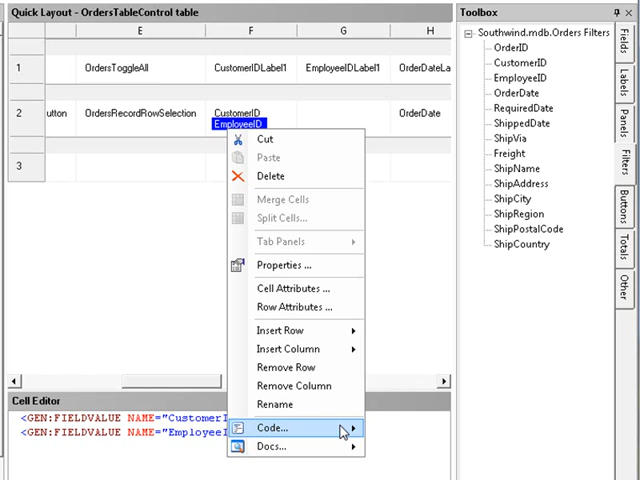 Quick Layout - OrdersTableControl table
E F G H
1 OrdersToggleAll CustomerIDLabel1 EmployeeIDLabel1 OrderDateLa
2 utton OrdersRecordRowSelection CustomerID OrderDate
EmployeeID
3
Cut
Paste
Delete
Merge Cells
Split Cells...
Tab Panels
Properties ...
Cell Attributes ...
Row Attributes ...
Insert Row
Insert Column
Remove Row
Remove Column
Rename
Code...
Docs...
Cell Editor
<GEN:FIELDVALUE NAME="CustomerI
<GEN:FIELDVALUE NAME="EmployeeI
Toolbox
Southwind.mdb.Orders Filters
OrderID
CustomerID
EmployeeID
OrderDate
RequiredDate
ShippedDate
ShipVia
Freight
ShipName
ShipAddress
ShipCity
ShipRegion
ShipPostalCode
ShipCountry
Fields
Labels
Panels
Filters
Buttons
Totals
Other